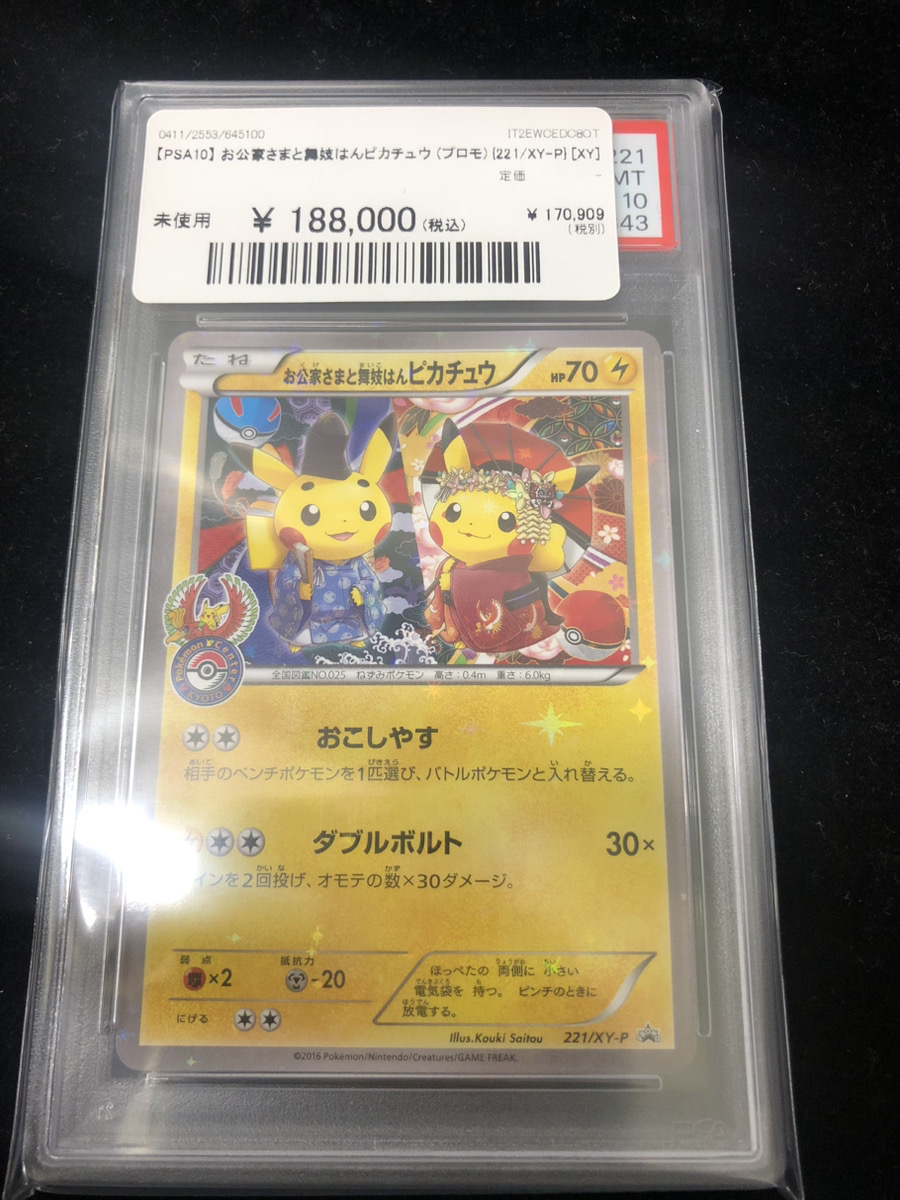 0411/2553/645100 IT2EWCEDC8OT
【PSA10】お公家さまと舞妓はんピカチュウ (プロモ) {221/XY-P} [XY]
定価 -
未使用 ¥ 188,000 (税込) ¥ 170,909 (税別)
221
MT
10
43
たね お公家さまと舞妓はんピカチュウ HP70
Pokémon Center
KYOTO
全国図鑑NO.025 ねずみポケモン 高さ:0.4m 重さ:6.0kg
おこしやす
相手のベンチポケモンを1匹選び、バトルポケモンと入れ替える。
ダブルボルト 30×
インを2回投げ、オモテの数×30ダメージ。
弱点 抵抗力
×2 -20
にげる
ほっぺたの 両側に 小さい
電気袋を 持つ。 ピンチのときに
放電する。
Illus.Kouki Saitou 221/XY-P
©2016 Pokémon/Nintendo/Creatures/GAME FREAK.
PSA